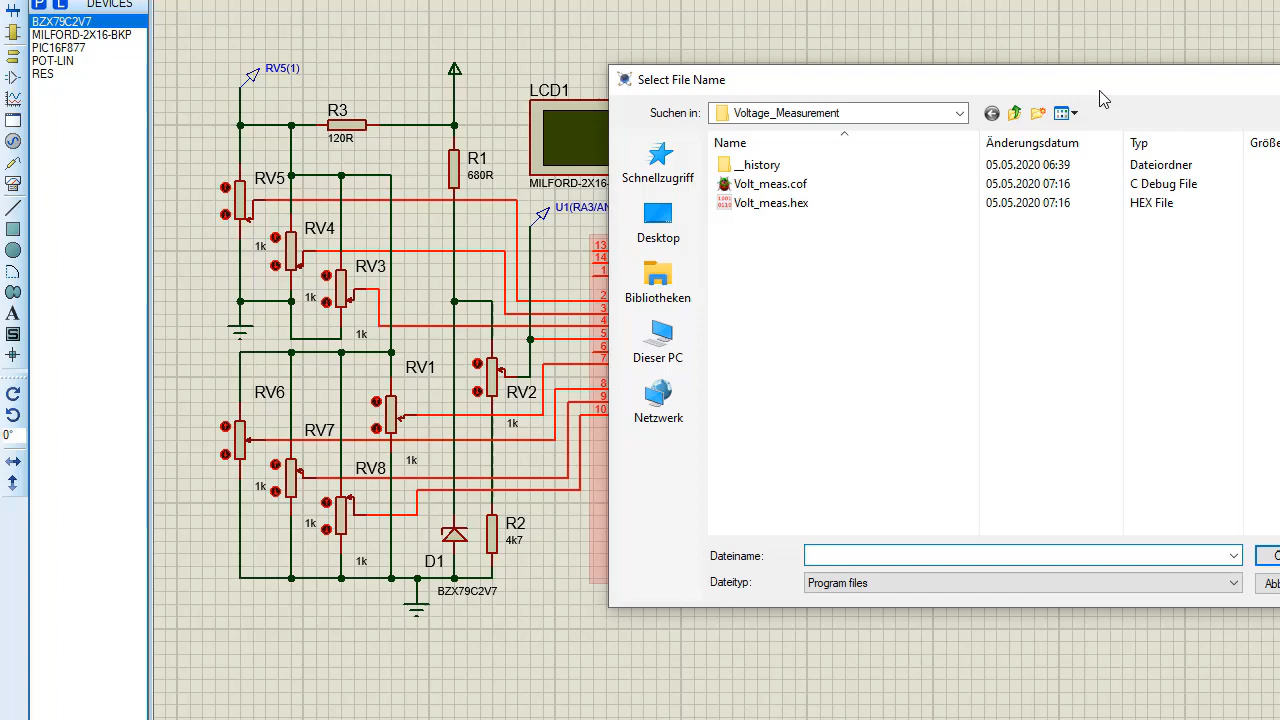 P L DEVICES
BZX79C2V7
MILFORD-2X16-BKP
PIC16F877
POT-LIN
RES
0°
RV5(1)
R3
120R
R1
680R
LCD1
MILFORD-2X16-
RV5
1k
RV4
1k
RV3
1k
U1(RA3/AN
13
14
1
2
3
4
5
6
7
8
9
10
RV1
1k
RV2
1k
RV6
1k
RV7
1k
RV8
1k
R2
4k7
D1
BZX79C2V7
Select File Name
Suchen in: Voltage_Measurement
Schnellzugriff
Desktop
Bibliotheken
Dieser PC
Netzwerk
Name Änderungsdatum Typ Größe
__history 05.05.2020 06:39 Dateiordner
Volt_meas.cof 05.05.2020 07:16 C Debug File
Volt_meas.hex 05.05.2020 07:16 HEX File
Dateiname:
Dateityp: Program files
Abb